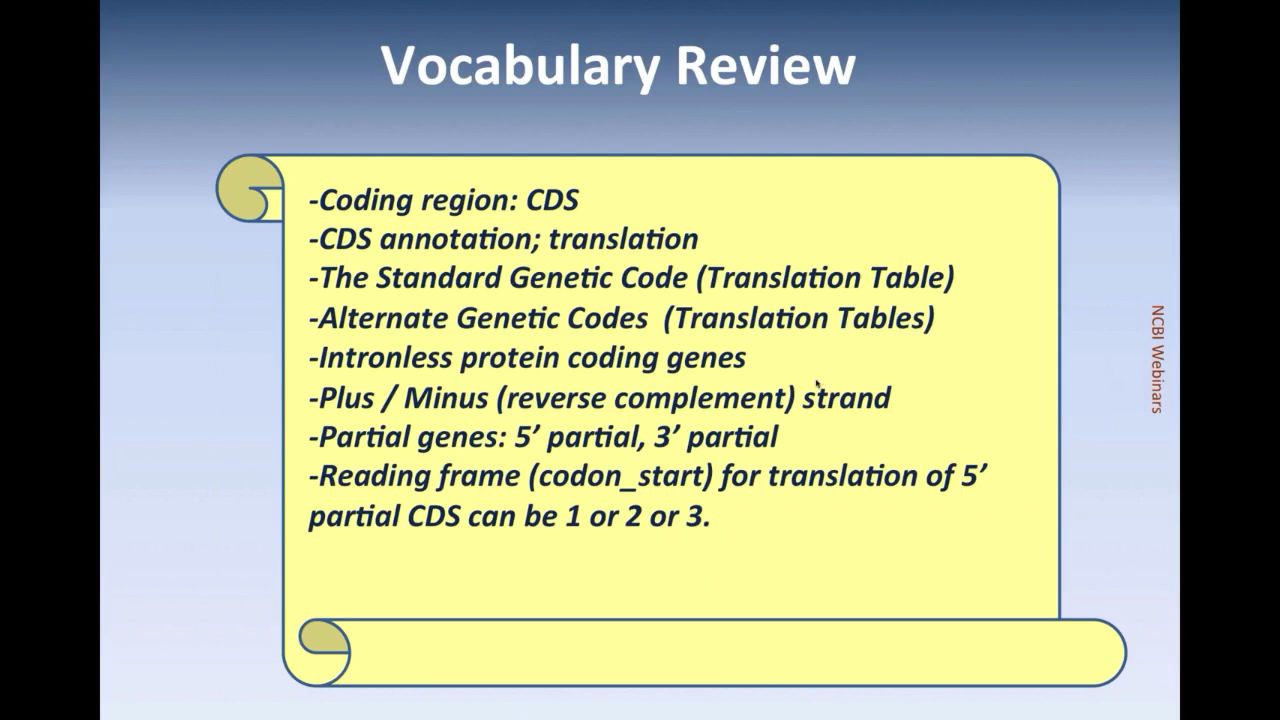 Vocabulary Review
-Coding region: CDS
-CDS annotation; translation
-The Standard Genetic Code (Translation Table)
-Alternate Genetic Codes  (Translation Tables)
-Intronless protein coding genes
-Plus / Minus (reverse complement) strand
-Partial genes: 5’ partial, 3’ partial
-Reading frame (codon_start) for translation of 5’
partial CDS can be 1 or 2 or 3.
NCBI Webinars